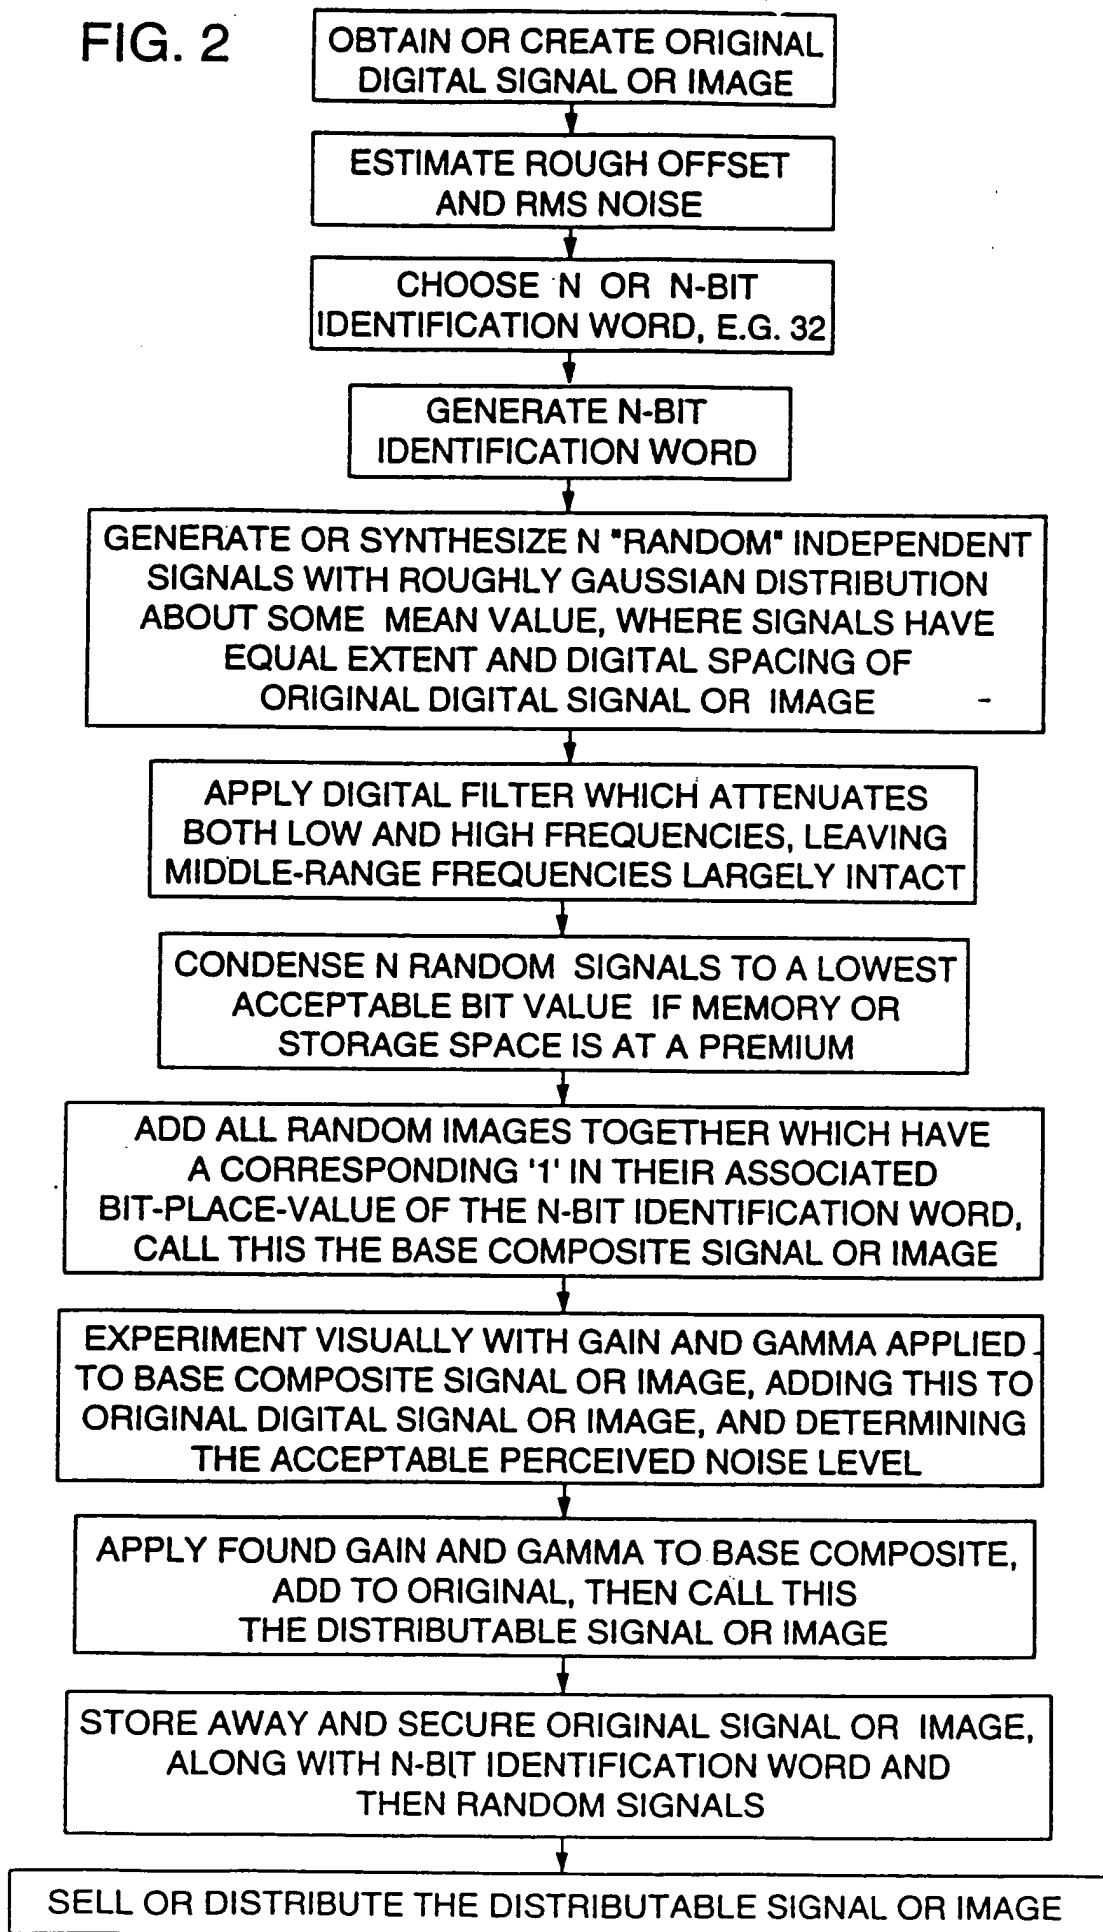 FIG. 2
OBTAIN OR CREATE ORIGINAL
DIGITAL SIGNAL OR IMAGE
ESTIMATE ROUGH OFFSET
AND RMS NOISE
CHOOSE N OR N-BIT
IDENTIFICATION WORD, E.G. 32
GENERATE N-BIT
IDENTIFICATION WORD
GENERATE OR SYNTHESIZE N "RANDOM" INDEPENDENT
SIGNALS WITH ROUGHLY GAUSSIAN DISTRIBUTION
ABOUT SOME MEAN VALUE, WHERE SIGNALS HAVE
EQUAL EXTENT AND DIGITAL SPACING OF
ORIGINAL DIGITAL SIGNAL OR IMAGE
APPLY DIGITAL FILTER WHICH ATTENUATES
BOTH LOW AND HIGH FREQUENCIES, LEAVING
MIDDLE-RANGE FREQUENCIES LARGELY INTACT
CONDENSE N RANDOM SIGNALS TO A LOWEST
ACCEPTABLE BIT VALUE IF MEMORY OR
STORAGE SPACE IS AT A PREMIUM
ADD ALL RANDOM IMAGES TOGETHER WHICH HAVE
A CORRESPONDING '1' IN THEIR ASSOCIATED
BIT-PLACE-VALUE OF THE N-BIT IDENTIFICATION WORD,
CALL THIS THE BASE COMPOSITE SIGNAL OR IMAGE
EXPERIMENT VISUALLY WITH GAIN AND GAMMA APPLIED
TO BASE COMPOSITE SIGNAL OR IMAGE, ADDING THIS TO
ORIGINAL DIGITAL SIGNAL OR IMAGE, AND DETERMINING
THE ACCEPTABLE PERCEIVED NOISE LEVEL
APPLY FOUND GAIN AND GAMMA TO BASE COMPOSITE,
ADD TO ORIGINAL, THEN CALL THIS
THE DISTRIBUTABLE SIGNAL OR IMAGE
STORE AWAY AND SECURE ORIGINAL SIGNAL OR IMAGE,
ALONG WITH N-BIT IDENTIFICATION WORD AND
THEN RANDOM SIGNALS
SELL OR DISTRIBUTE THE DISTRIBUTABLE SIGNAL OR IMAGE